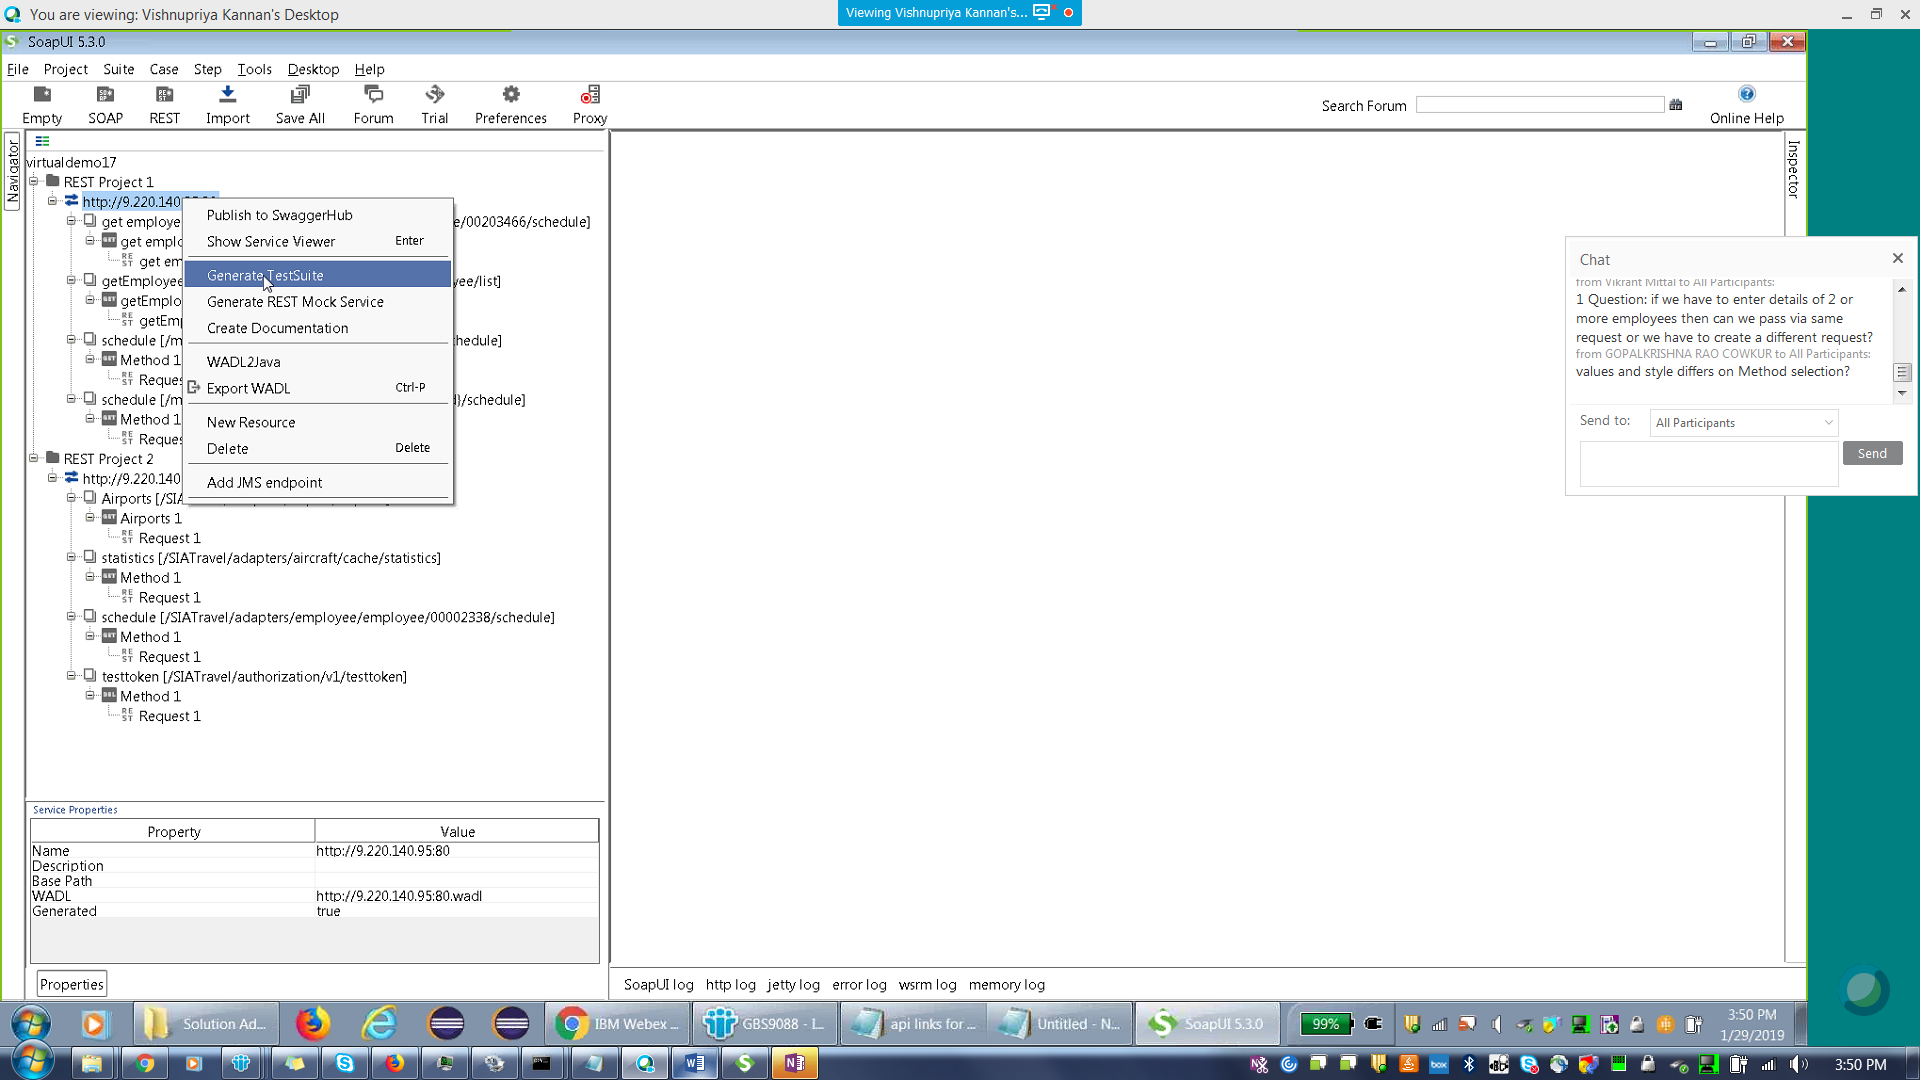 You are viewing: Vishnupriya Kannan's Desktop
Viewing Vishnupriya Kannan's...
SoapUI 5.3.0
File Project Suite Case Step Tools Desktop Help
Empty SOAP REST Import Save All Forum Trial Preferences Proxy
Search Forum
Online Help
Navigator
Inspector
virtualdemo17
REST Project 1
http://9.220.140
get employe
e/00203466/schedule]
get emplo
get em
getEmployee
yee/list]
getEmplo
getEmp
schedule [/m
hedule]
Method 1
Reques
schedule [/m
d}/schedule]
Method 1
Reques
REST Project 2
http://9.220.140
Airports [/SIA
Airports 1
Request 1
statistics [/SIATravel/adapters/aircraft/cache/statistics]
Method 1
Request 1
schedule [/SIATravel/adapters/employee/employee/00002338/schedule]
Method 1
Request 1
testtoken [/SIATravel/authorization/v1/testtoken]
Method 1
Request 1
Publish to SwaggerHub
Show Service Viewer Enter
Generate TestSuite
Generate REST Mock Service
Create Documentation
WADL2Java
Export WADL Ctrl-P
New Resource
Delete Delete
Add JMS endpoint
Chat
from Vikrant Mittal to All Participants:
1 Question: if we have to enter details of 2 or
more employees then can we pass via same
request or we have to create a different request?
from GOPALKRISHNA RAO COWKUR to All Participants:
values and style differs on Method selection?
Send to: All Participants
Send
Service Properties
Property Value
Name http://9.220.140.95:80
Description
Base Path
WADL http://9.220.140.95:80.wadl
Generated true
Properties
SoapUI log http log jetty log error log wsrm log memory log
Solution Ad...
IBM Webex ...
GBS9088 - I...
api links for ...
Untitled - N...
SoapUI 5.3.0
99%
3:50 PM
1/29/2019
3:50 PM